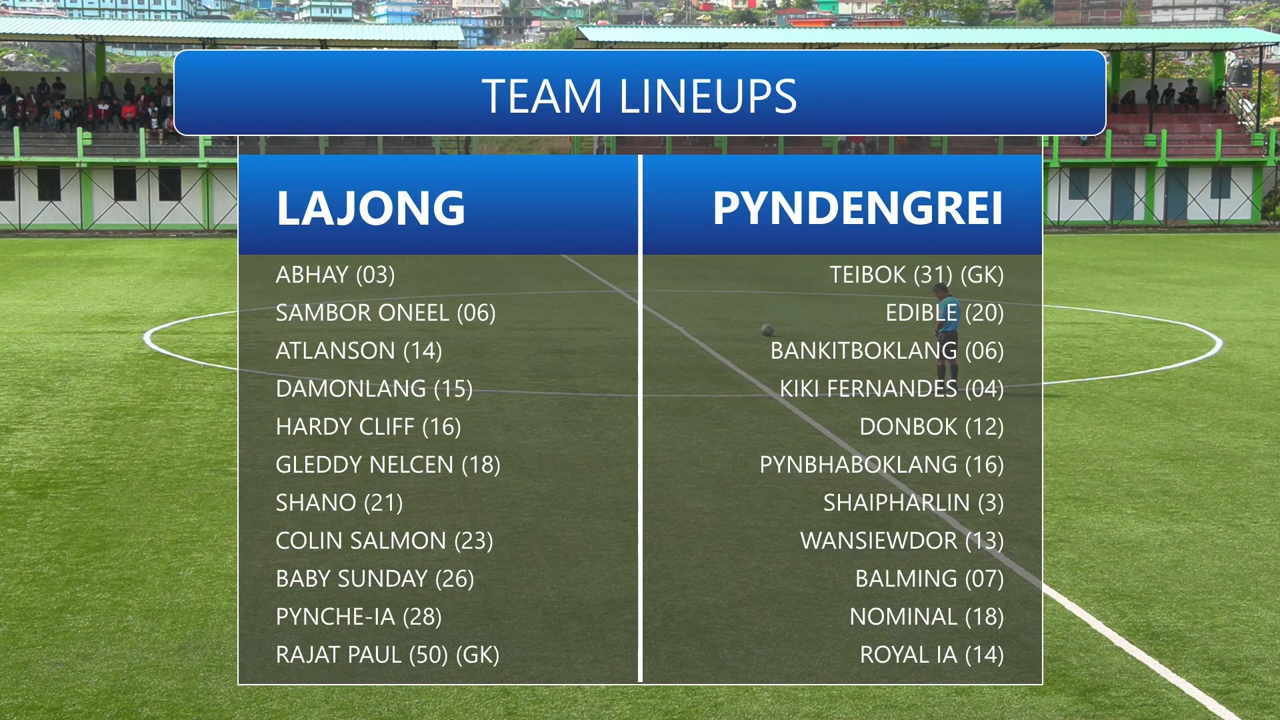 TEAM LINEUPS
LAJONG
ABHAY (03)
SAMBOR ONEEL (06)
ATLANSON (14)
DAMONLANG (15)
HARDY CLIFF (16)
GLEDDY NELCEN (18)
SHANO (21)
COLIN SALMON (23)
BABY SUNDAY (26)
PYNCHE-IA (28)
RAJAT PAUL (50) (GK)
PYNDENGREI
TEIBOK (31) (GK)
EDIBLE (20)
BANKITBOKLANG (06)
KIKI FERNANDES (04)
DONBOK (12)
PYNBHABOKLANG (16)
SHAIPHARLIN (3)
WANSIEWDOR (13)
BALMING (07)
NOMINAL (18)
ROYAL IA (14)